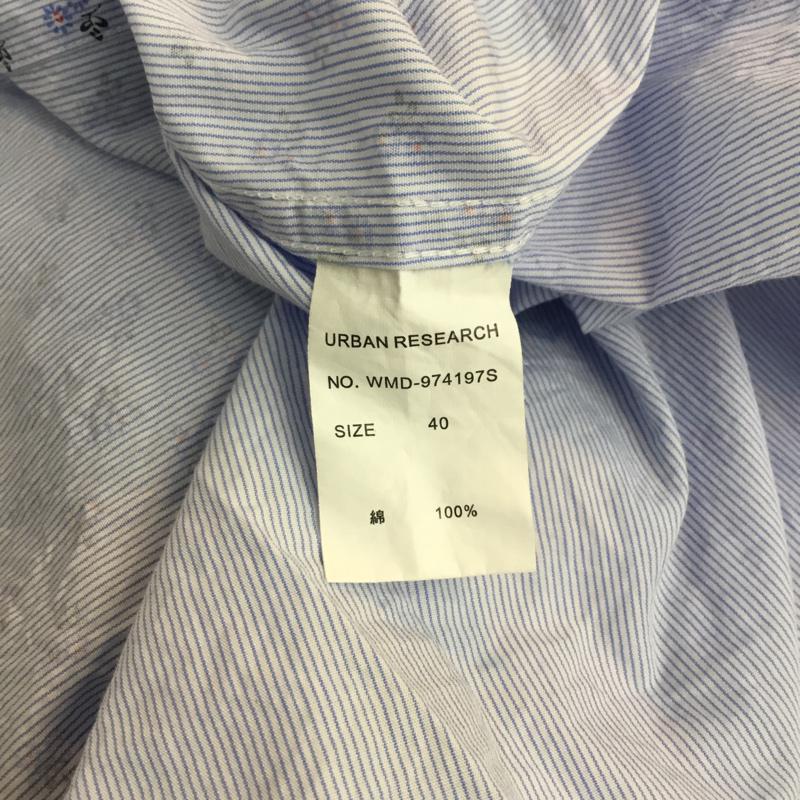 URBAN RESEARCH
NO. WMD-974197S
SIZE 40
綿 100%